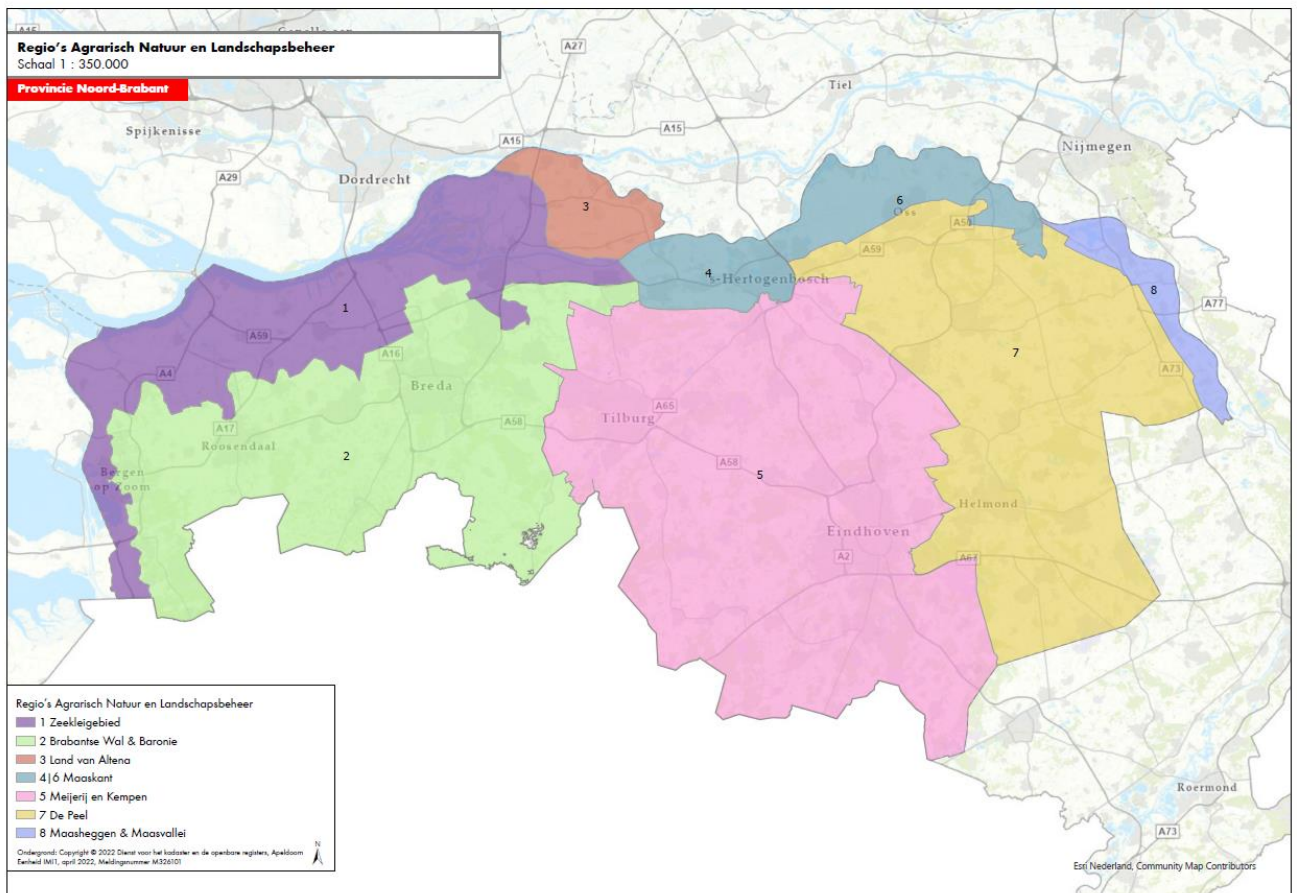 Regio's Agrarisch Natuur en Landschapsbeheer
Schaal 1 : 350.000
Provincie Noord-Brabant
A15
A27
Tiel
Spijkenisse
A15
A15
Nijmegen
A29
Dordrecht
3
6
Oss
A50
A59
4
's-Hertogenbosch
8
A77
1
A59
A16
7
A4
Breda
A73
A17
A58
Tilburg
A65
Roosendaal
2
A58
5
Bergen
op Zoom
Helmond
Eindhoven
A2
A67
Roermond
A73
Regio's Agrarisch Natuur en Landschapsbeheer
1 Zeekleigebied
2 Brabantse Wal & Baronie
3 Land van Altena
4|6 Maaskant
5 Meijerij en Kempen
7 De Peel
8 Maasheggen & Maasvallei
Ondergrond: Copyright © 2022 Dienst voor het kadaster en de openbare registers, Apeldoorn
Eenheid IMI1, april 2022, Meldingsnummer M326101
N
Esri Nederland, Community Map Contributors